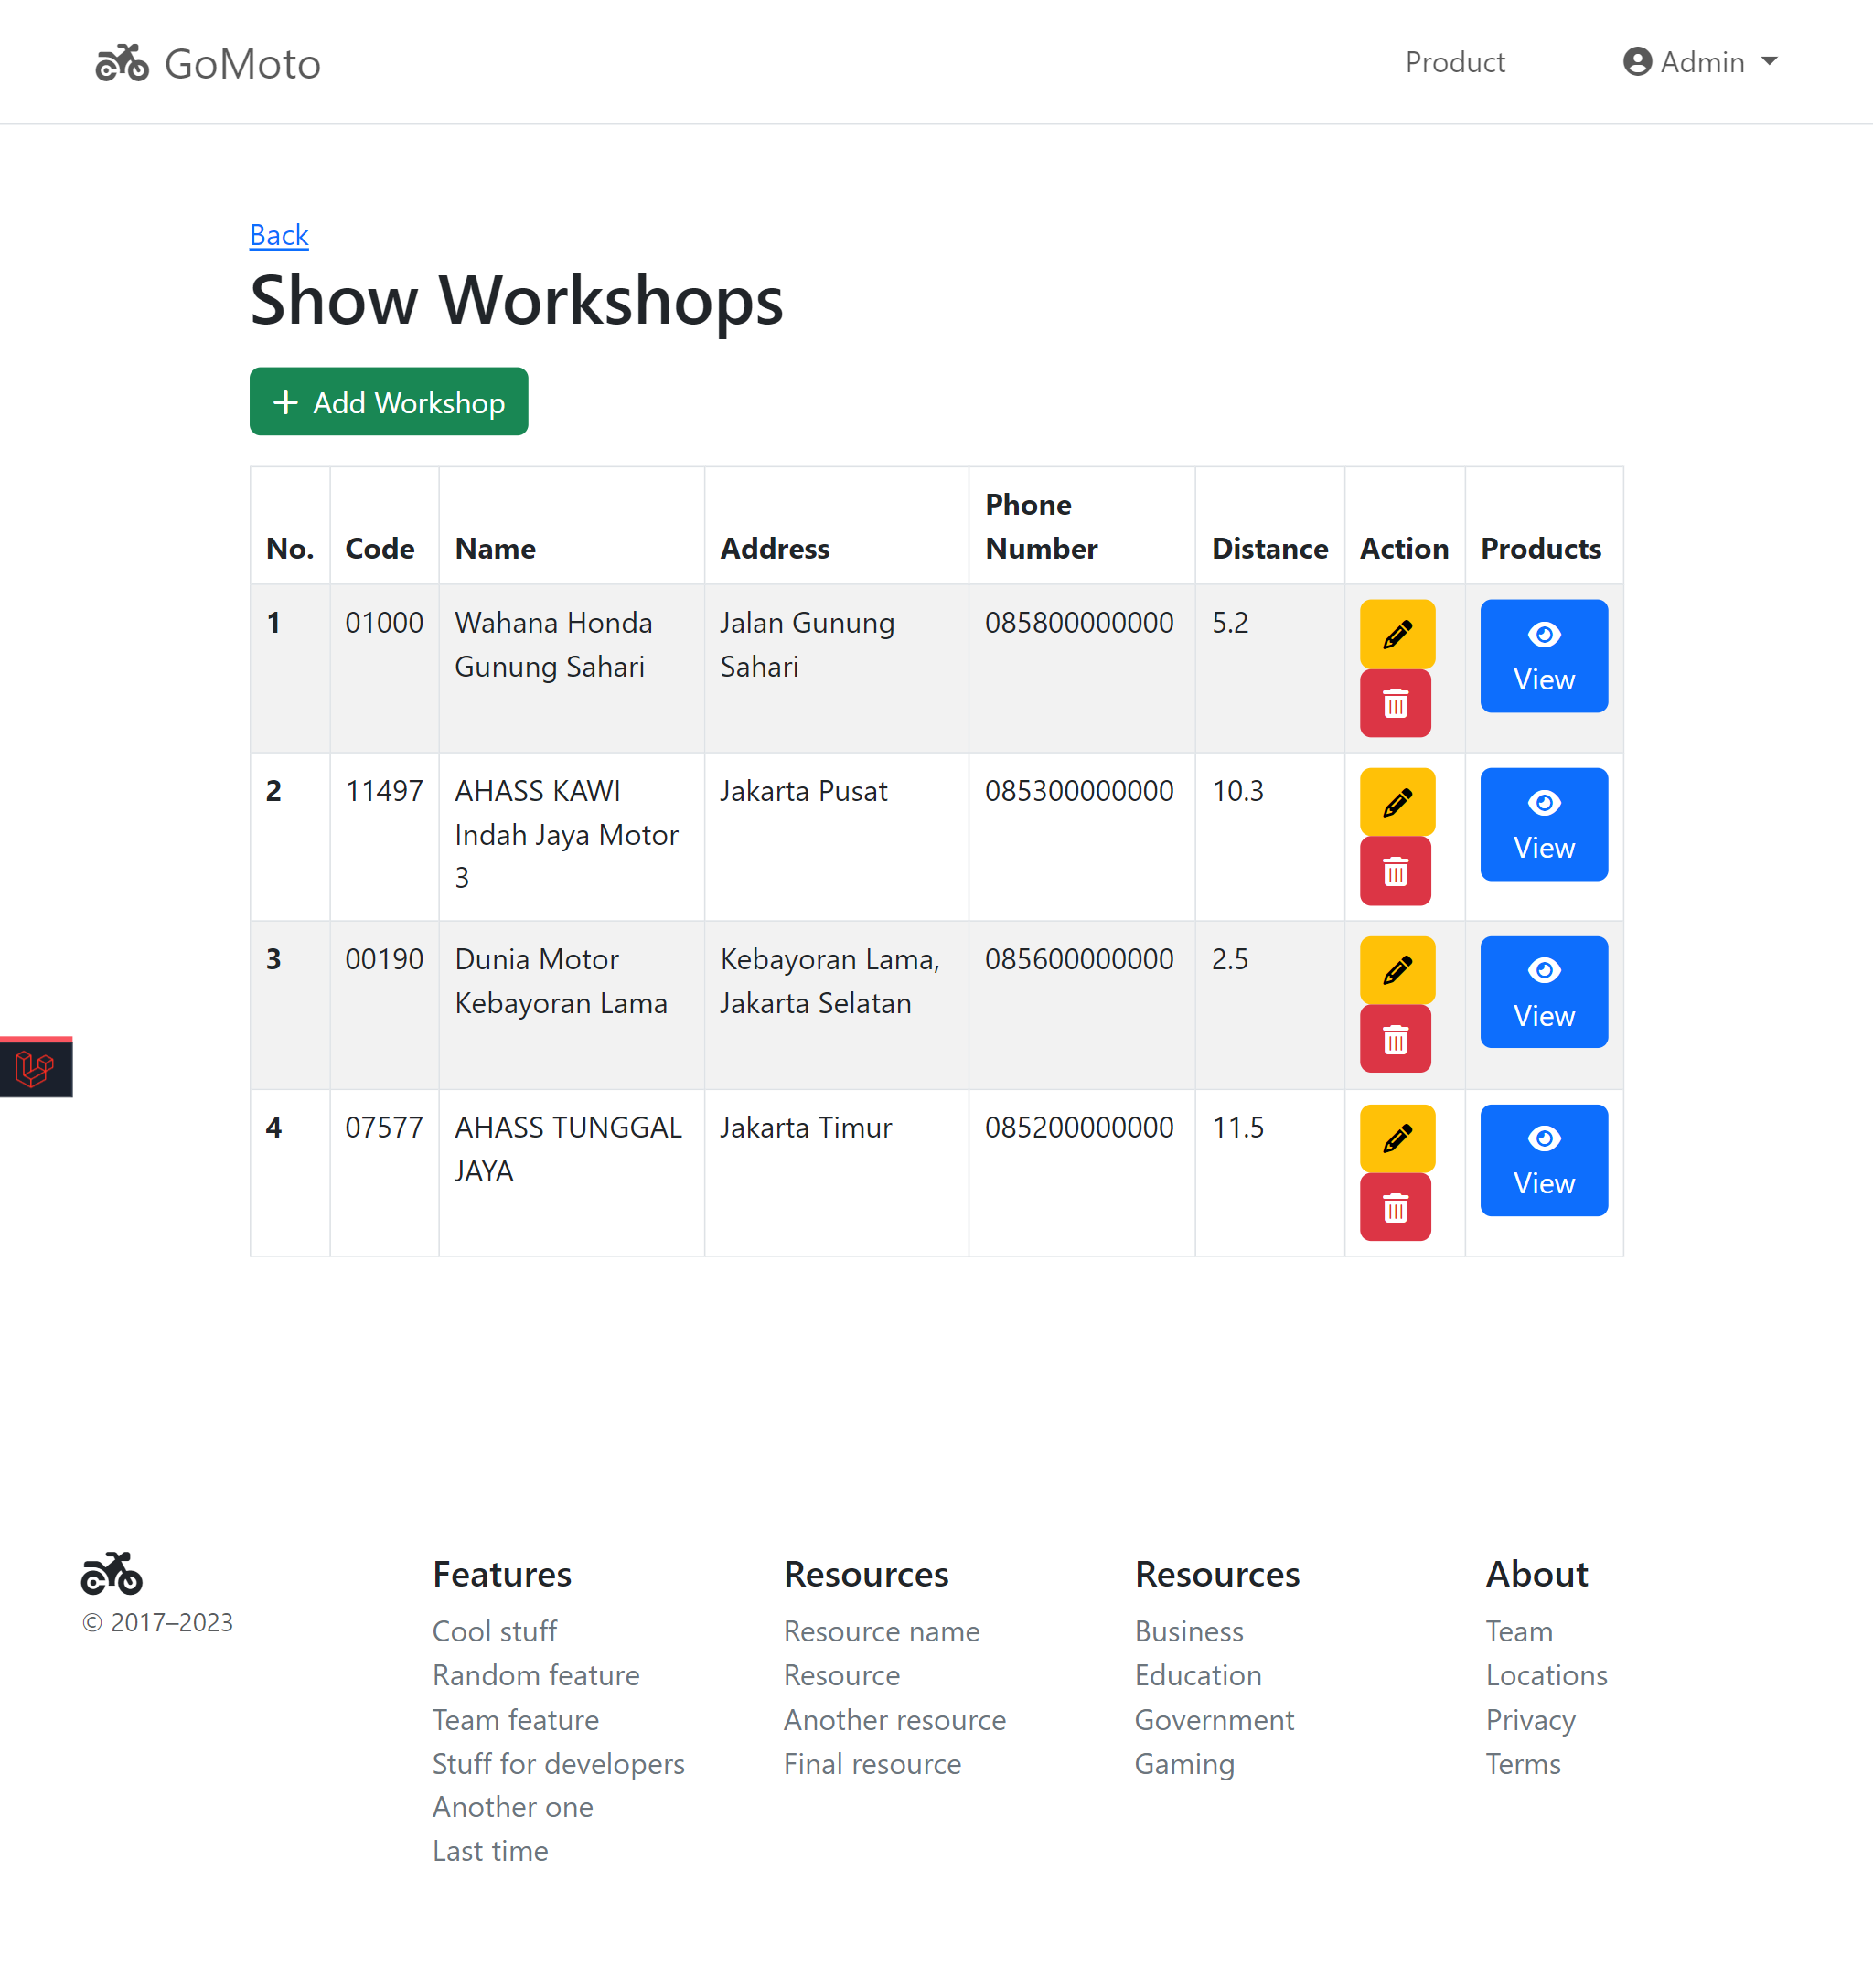 GoMoto
Product
Admin
Back
Show Workshops
Add Workshop
No. Code Name Address Phone Number Distance Action Products
1 01000 Wahana Honda Gunung Sahari Jalan Gunung Sahari 085800000000 5.2 View
2 11497 AHASS KAWI Indah Jaya Motor 3 Jakarta Pusat 085300000000 10.3 View
3 00190 Dunia Motor Kebayoran Lama Kebayoran Lama, Jakarta Selatan 085600000000 2.5 View
4 07577 AHASS TUNGGAL JAYA Jakarta Timur 085200000000 11.5 View
© 2017–2023
Features
Cool stuff
Random feature
Team feature
Stuff for developers
Another one
Last time
Resources
Resource name
Resource
Another resource
Final resource
Resources
Business
Education
Government
Gaming
About
Team
Locations
Privacy
Terms